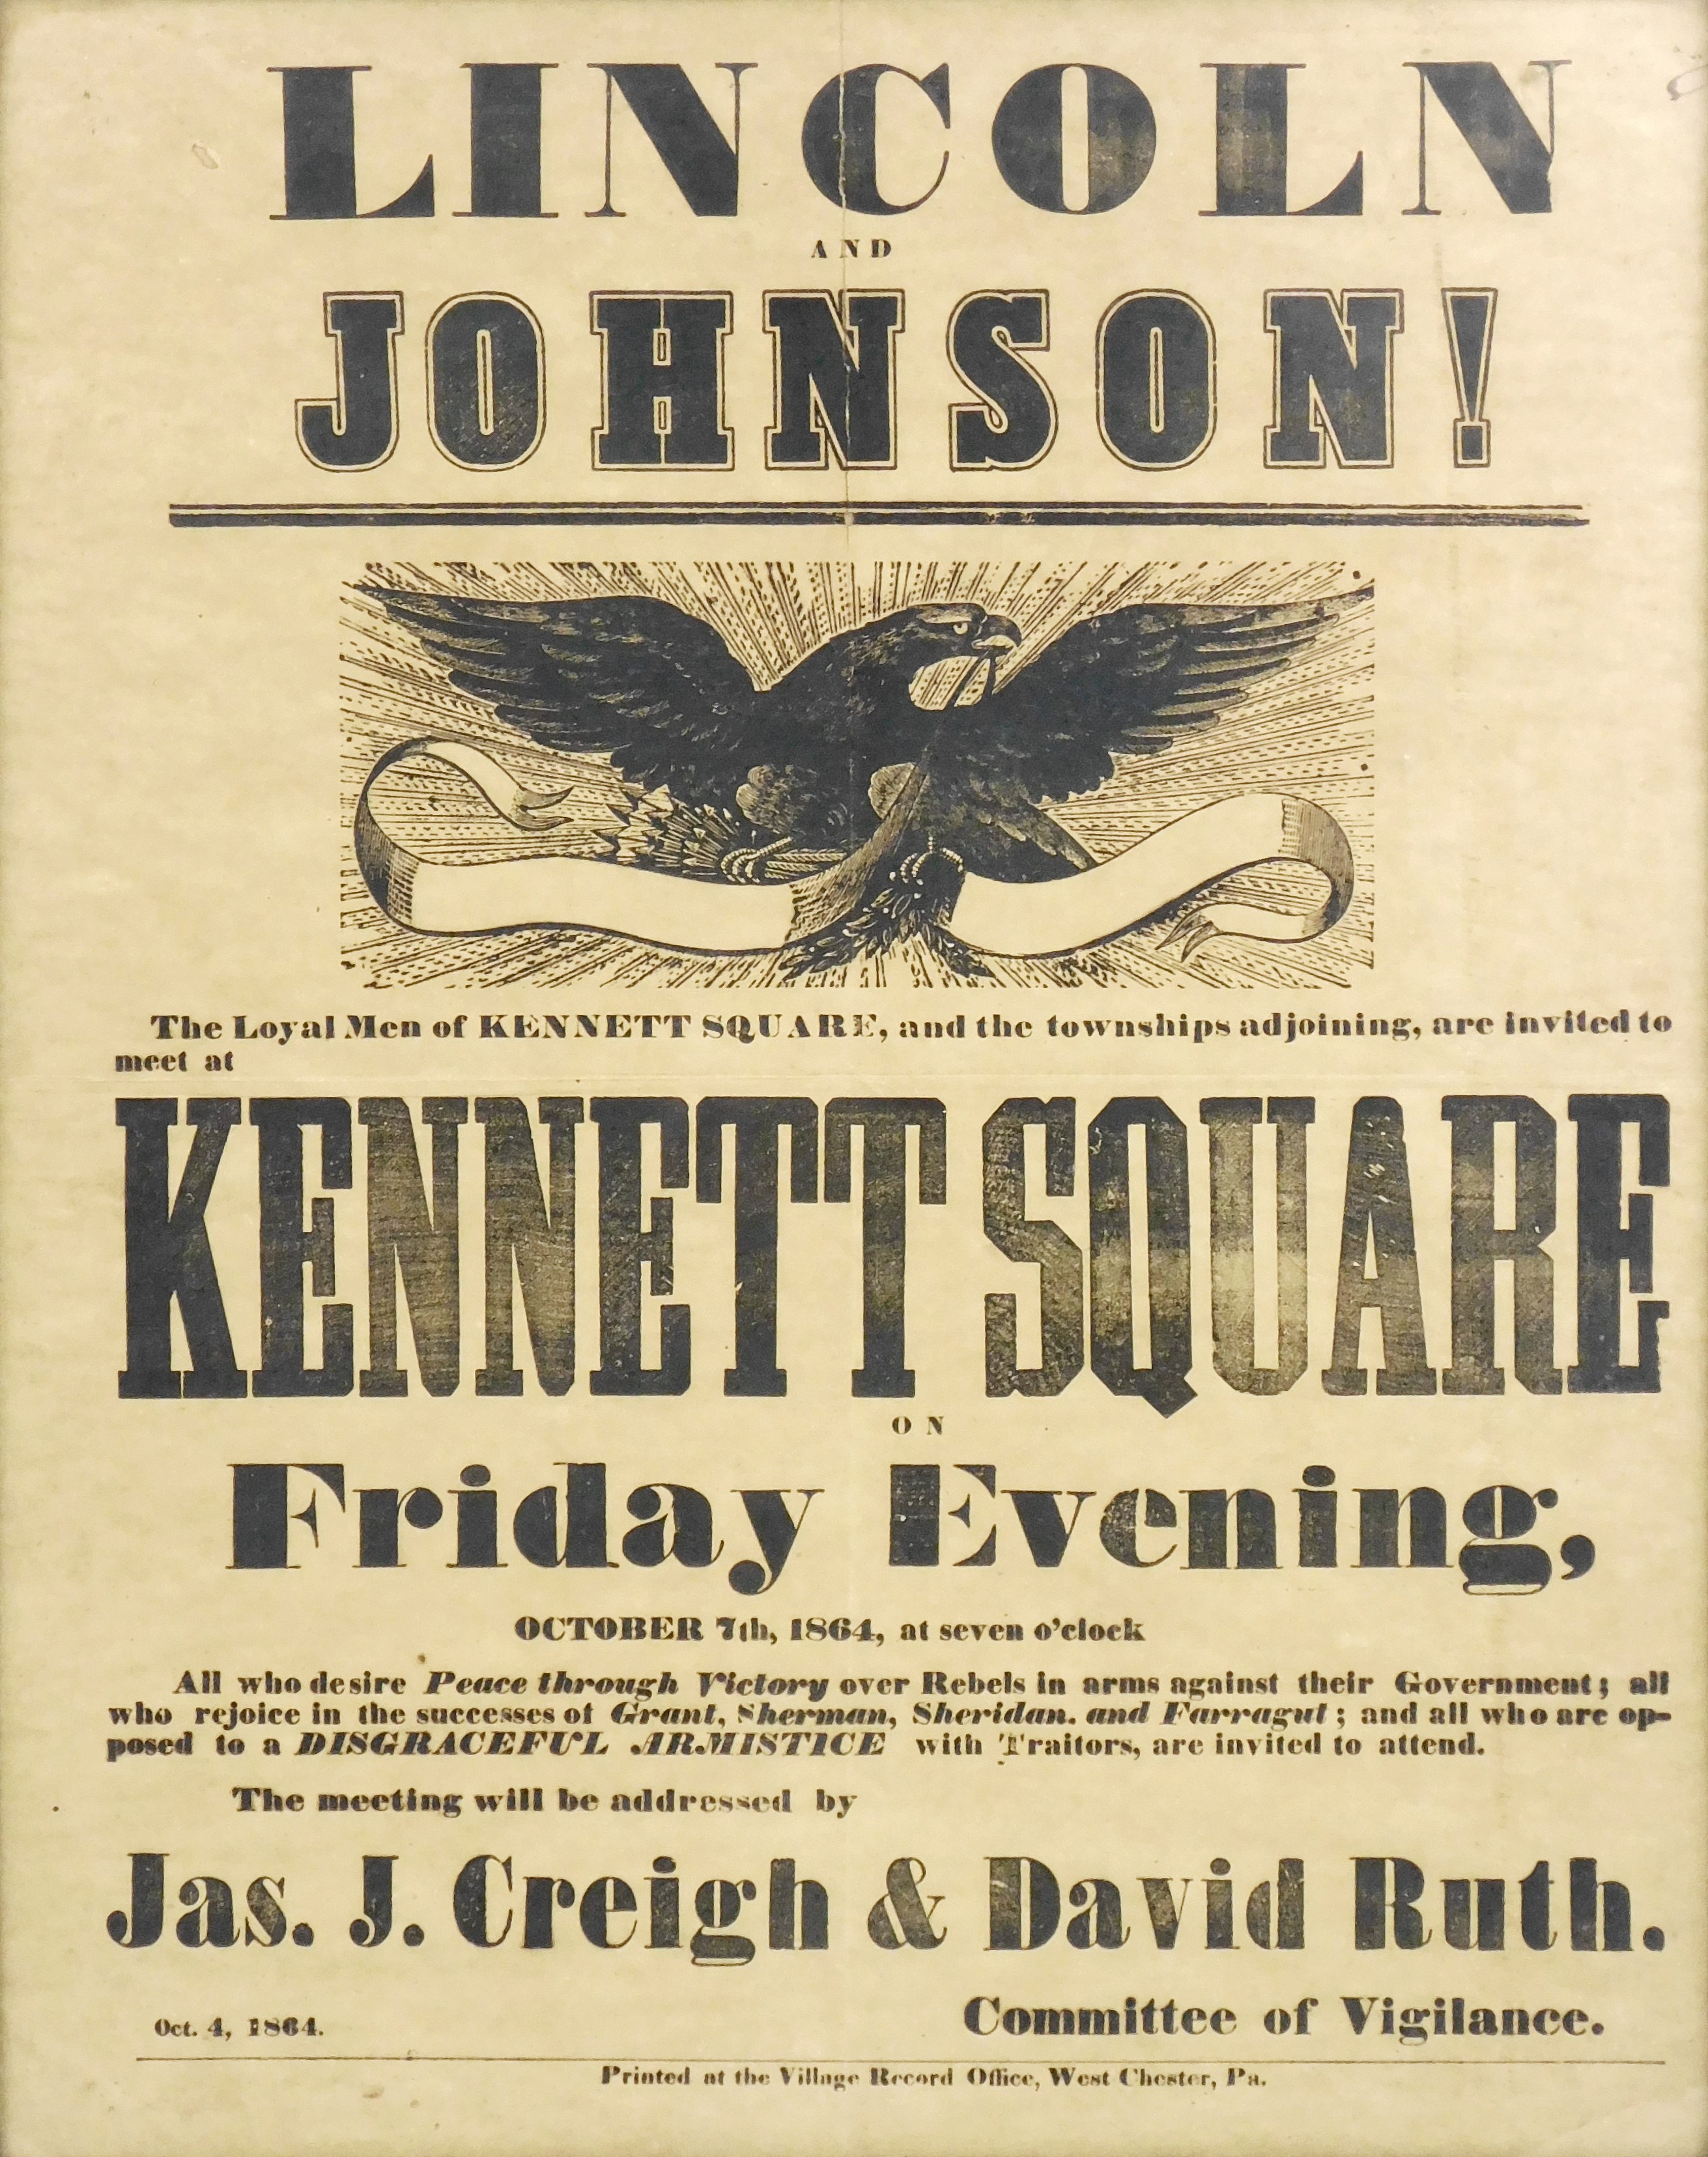 LINCOLN
AND
JOHNSON!
The Loyal Men of KENNETT SQUARE, and the townships adjoining, are invited to
meet at
KENNETT SQUARE
ON
Friday Evening,
OCTOBER 7th, 1864, at seven o'clock
All who desire Peace through Victory over Rebels in arms against their Government; all
who rejoice in the successes of Grant, Sherman, Sheridan. and Farragut; and all who are op-
posed to a DISGRACEFUL ARMISTICE with Traitors, are invited to attend.
The meeting will be addressed by
Jas. J. Creigh & David Ruth.
Committee of Vigilance.
Oct. 4, 1864.
Printed at the Village Record Office, West Chester, Pa.